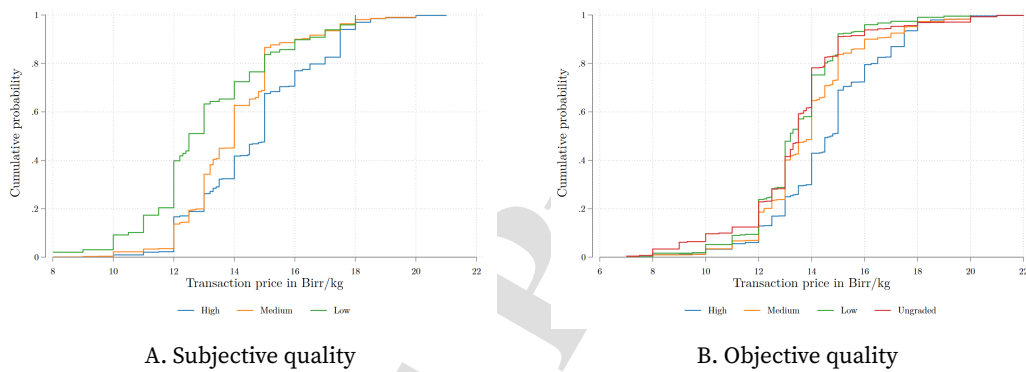 Cumulative probability
1
.8
.6
.4
.2
0
8 10 12 14 16 18 20 22
Transaction price in Birr/kg
High Medium Low
A. Subjective quality
Cumulative probability
1
.8
.6
.4
.2
0
6 8 10 12 14 16 18 20 22
Transaction price in Birr/kg
High Medium Low Ungraded
B. Objective quality